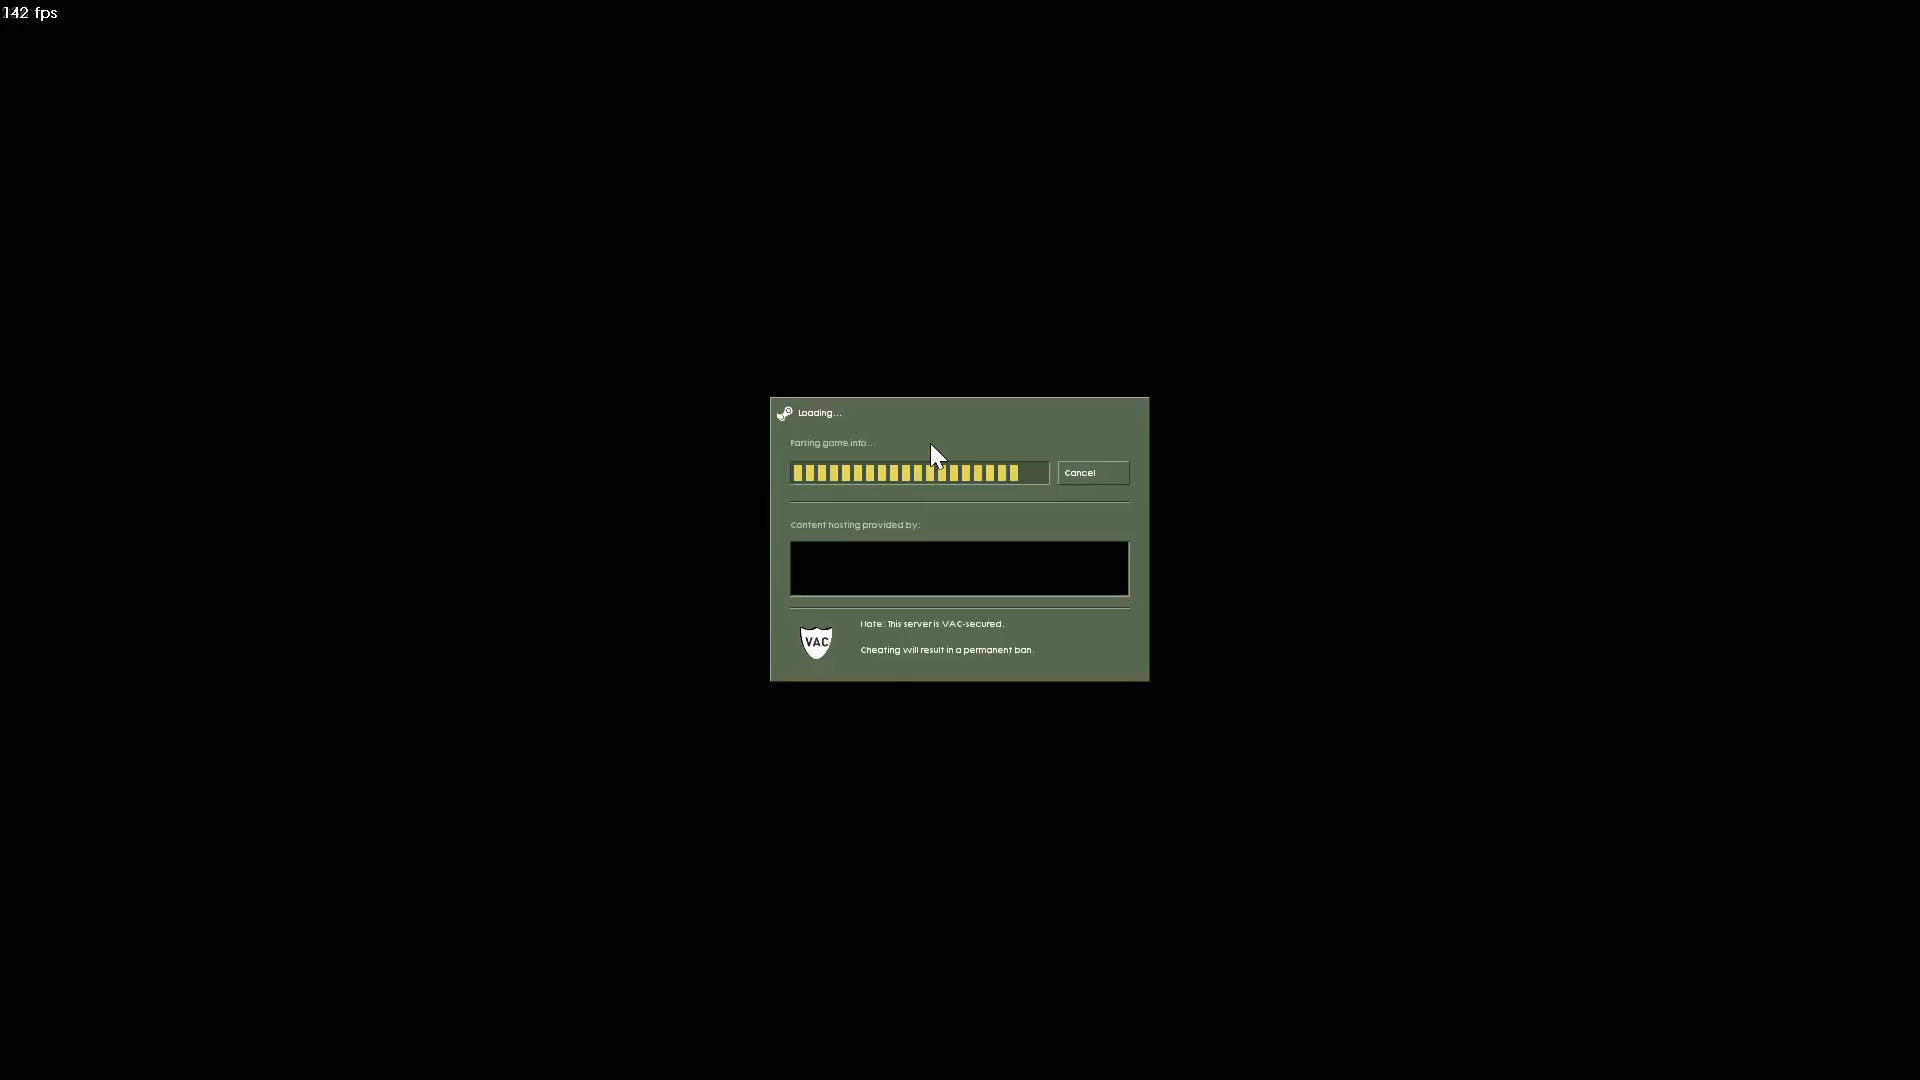 142 fps
Loading...
Parsing game info...
Cancel
Content hosting provided by:
VAC
Note: This server is VAC-secured.
Cheating will result in a permanent ban.